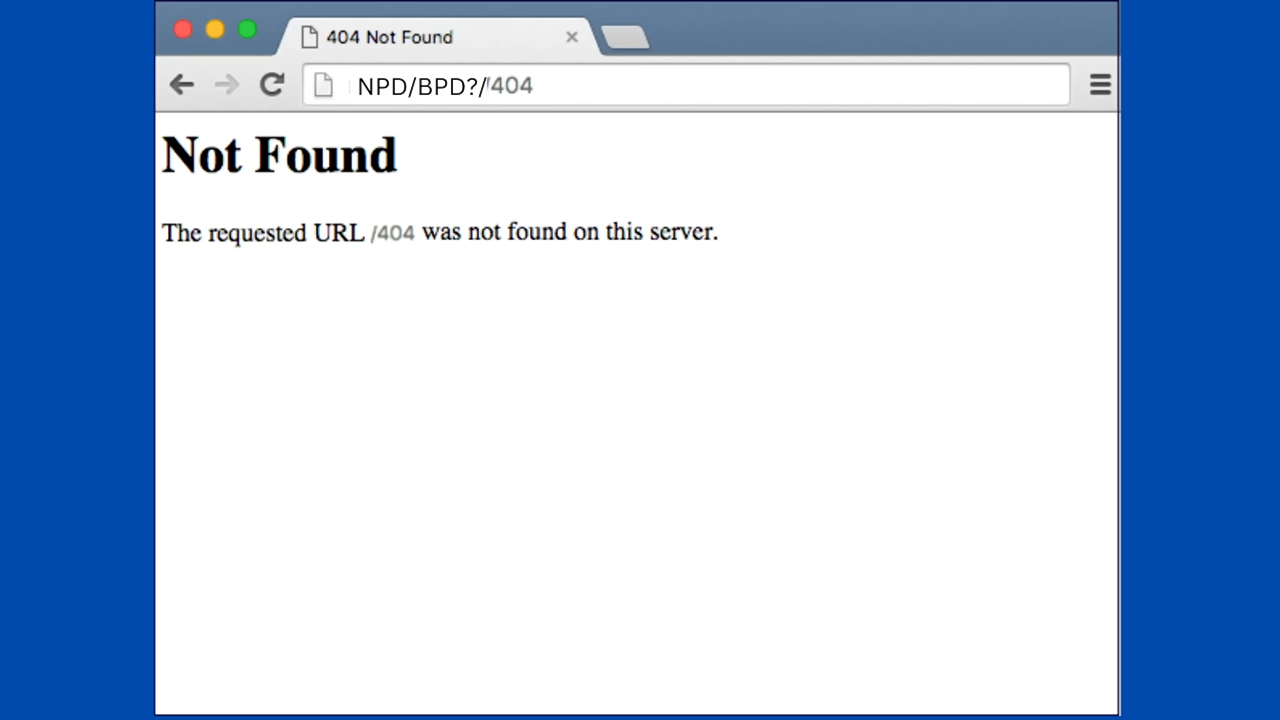 404 Not Found
NPD/BPD?//404
Not Found
The requested URL /404 was not found on this server.